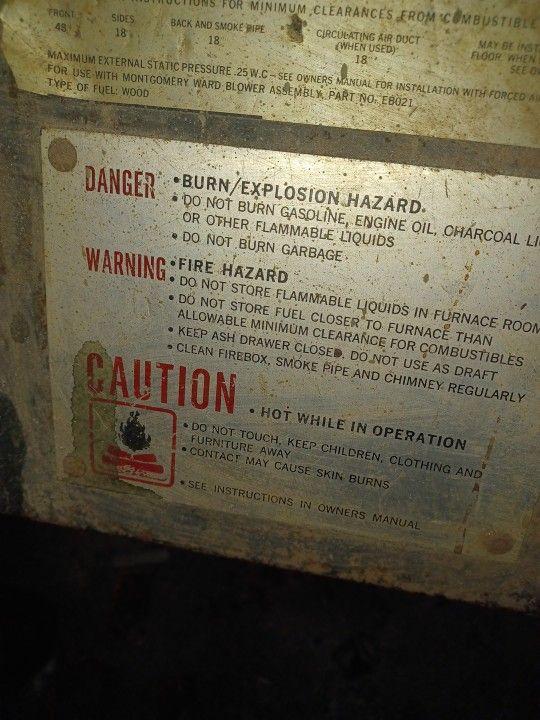 INSTRUCTIONS FOR MINIMUM CLEARANCES FROM COMBUSTIBLE
FRONT SIDES BACK AND SMOKE PIPE CIRCULATING AIR DUCT MAY BE
48 18 18 (WHEN USED) FLOOR WHEN
18
MAXIMUM EXTERNAL STATIC PRESSURE .25 W.C — SEE OWNERS MANUAL FOR INSTALLATION WITH FORCED
FOR USE WITH MONTGOMERY WARD BLOWER ASSEMBLY, PART NO. EB021
TYPE OF FUEL: WOOD
DANGER • BURN/EXPLOSION HAZARD.
• DO NOT BURN GASOLINE, ENGINE OIL, CHARCOAL
OR OTHER FLAMMABLE LIQUIDS
• DO NOT BURN GARBAGE
WARNING • FIRE HAZARD
• DO NOT STORE FLAMMABLE LIQUIDS IN FURNACE ROOM
• DO NOT STORE FUEL CLOSER TO FURNACE THAN
ALLOWABLE MINIMUM CLEARANCE FOR COMBUSTIBLES
• KEEP ASH DRAWER CLOSED. DO NOT USE AS DRAFT
• CLEAN FIREBOX, SMOKE PIPE AND CHIMNEY REGULARLY
CAUTION • HOT WHILE IN OPERATION
• DO NOT TOUCH, KEEP CHILDREN, CLOTHING AND
FURNITURE AWAY
• CONTACT MAY CAUSE SKIN BURNS
• SEE INSTRUCTIONS IN OWNERS MANUAL